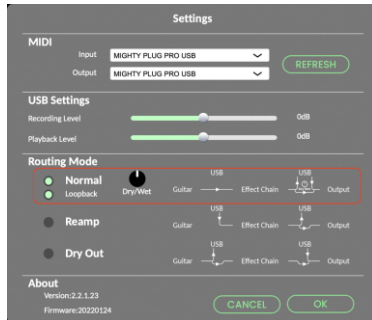 Settings
MIDI
Input MIGHTY PLUG PRO USB
REFRESH
Output MIGHTY PLUG PRO USB
USB Settings
Recording Level 0dB
Playback Level 0dB
Routing Mode
USB USB
Normal
Loopback Dry/Wet Guitar Effect Chain Output
USB USB
Reamp Guitar Effect Chain Output
USB USB
Dry Out Guitar Effect Chain Output
About
Version:2.2.1.23
Firmware:20220124
CANCEL OK